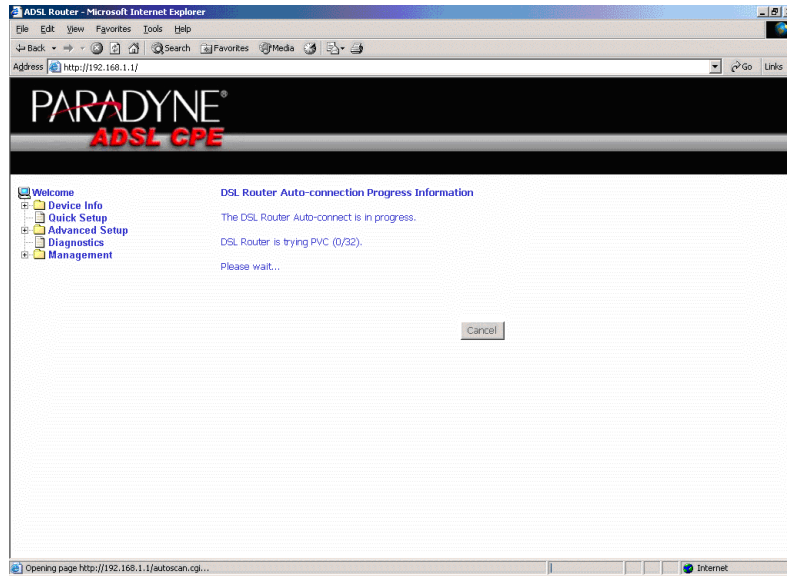 ADSL Router - Microsoft Internet Explorer
File Edit View Favorites Tools Help
Back Search Favorites Media
Address http://192.168.1.1/ Go Links
PARADYNE®
ADSL CPE
Welcome
Device Info
Quick Setup
Advanced Setup
Diagnostics
Management
DSL Router Auto-connection Progress Information
The DSL Router Auto-connect is in progress.
DSL Router is trying PVC (0/32).
Please wait...
Cancel
Opening page http://192.168.1.1/autoscan.cgi... Internet